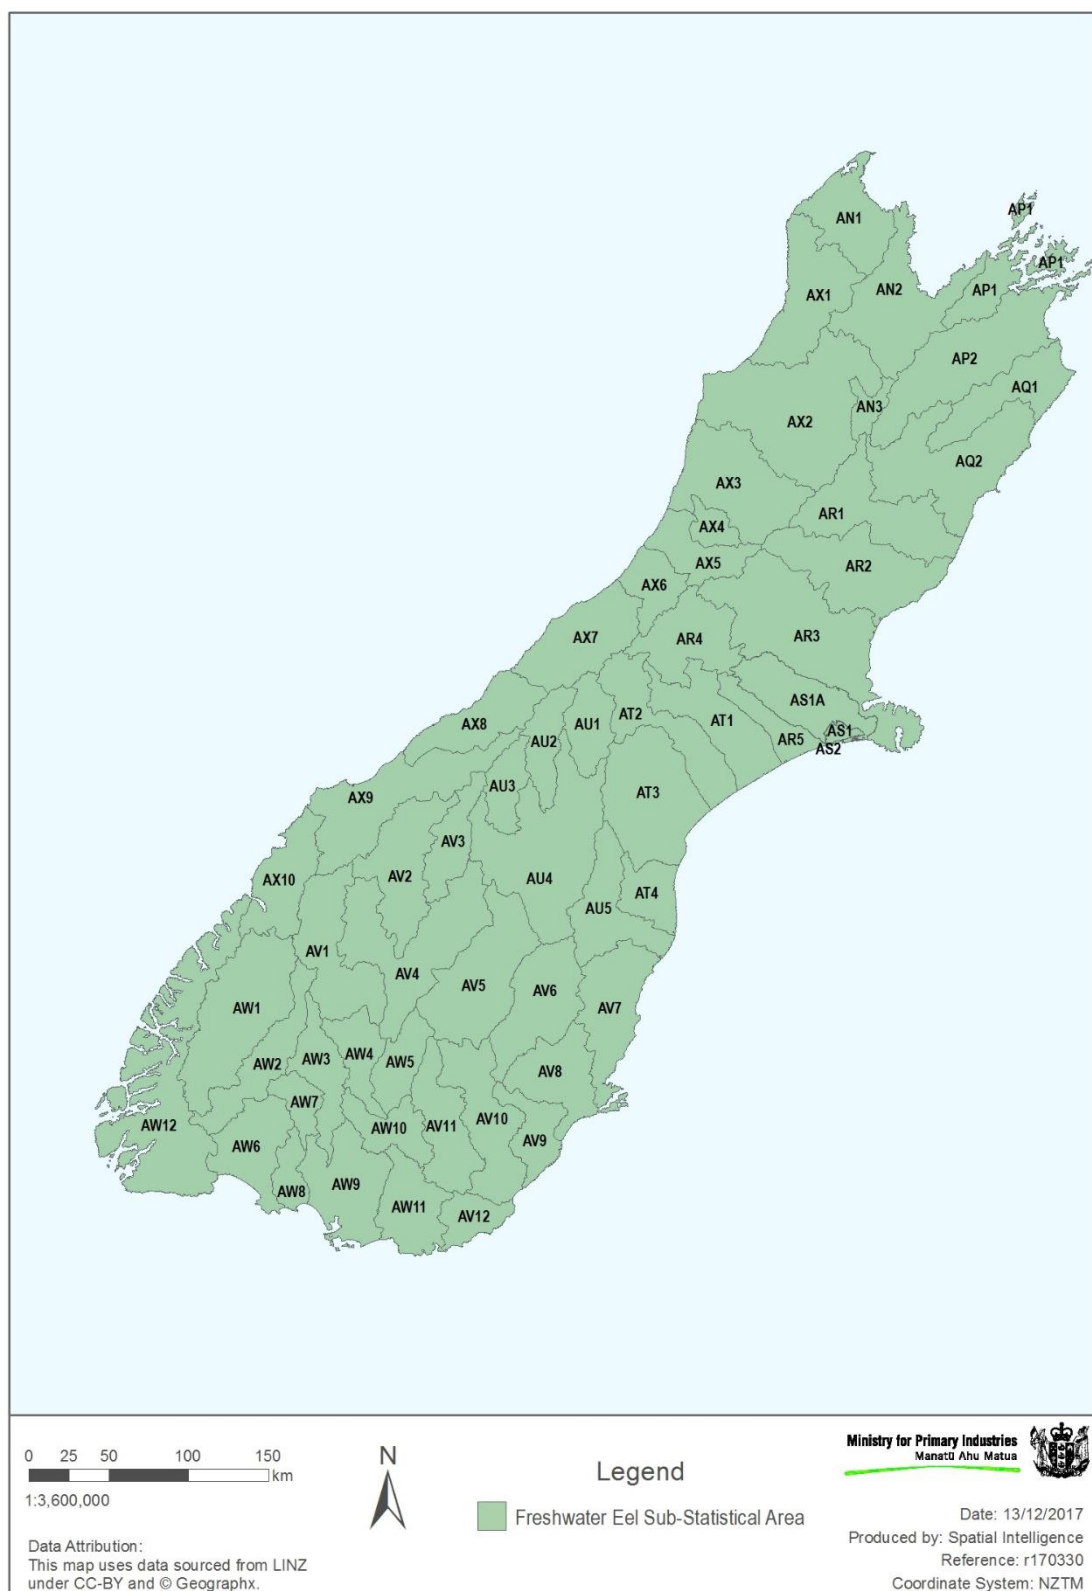 AP1
AN1
AP1
AN2
AP1
AX1
AP2
AQ1
AN3
AX2
AQ2
AX3
AR1
AX4
AX5
AR2
AX6
AX7
AR4
AR3
AS1A
AT2
AT1
AX8
AU1
AS1
AR5
AU2
AS2
AU3
AT3
AX9
AV3
AV2
AU4
AX10
AT4
AU5
AV1
AV4
AV5
AV6
AW1
AV7
AW4
AW3
AW2
AW5
AV8
AW7
AV10
AW12
AW10
AV11
AV9
AW6
AW9
AW8
AW11
AV12
0 25 50 100 150
km
1:3,600,000
Data Attribution:
This map uses data sourced from LINZ
under CC-BY and © Geographx.
N
Legend
Freshwater Eel Sub-Statistical Area
Ministry for Primary Industries
Manatū Ahu Matua
Date: 13/12/2017
Produced by: Spatial Intelligence
Reference: r170330
Coordinate System: NZTM